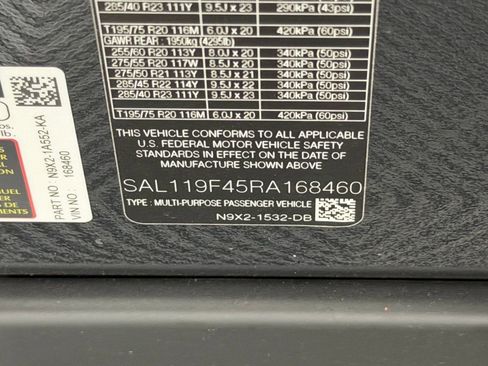 285/40 R23 111Y 9.5J x 23 290kPa (43psi)
T195/75 R20 116M 6.0J x 20 420kPa (60psi)
GAWR REAR : 1950kg (4295lb)
255/60 R20 113Y 8.0J x 20 340kPa (50psi)
275/55 R20 117W 8.5J x 20 340kPa (50psi)
275/50 R21 113Y 8.5J x 21 340kPa (50psi)
285/45 R22 114Y 9.5J x 22 340kPa (50psi)
285/40 R23 111Y 9.5J x 23 340kPa (50psi)
T195/75 R20 116M 6.0J x 20 420kPa (60psi)
THIS VEHICLE CONFORMS TO ALL APPLICABLE
U.S. FEDERAL MOTOR VEHICLE SAFETY
STANDARDS IN EFFECT ON THE DATE OF
MANUFACTURE SHOWN ABOVE
SAL119F45RA168460
TYPE : MULTI-PURPOSE PASSENGER VEHICLE
N9X2-1532-DB
lbs.
lb.
PART NO : N9X2-1A552-KA
VIN NO : 168460